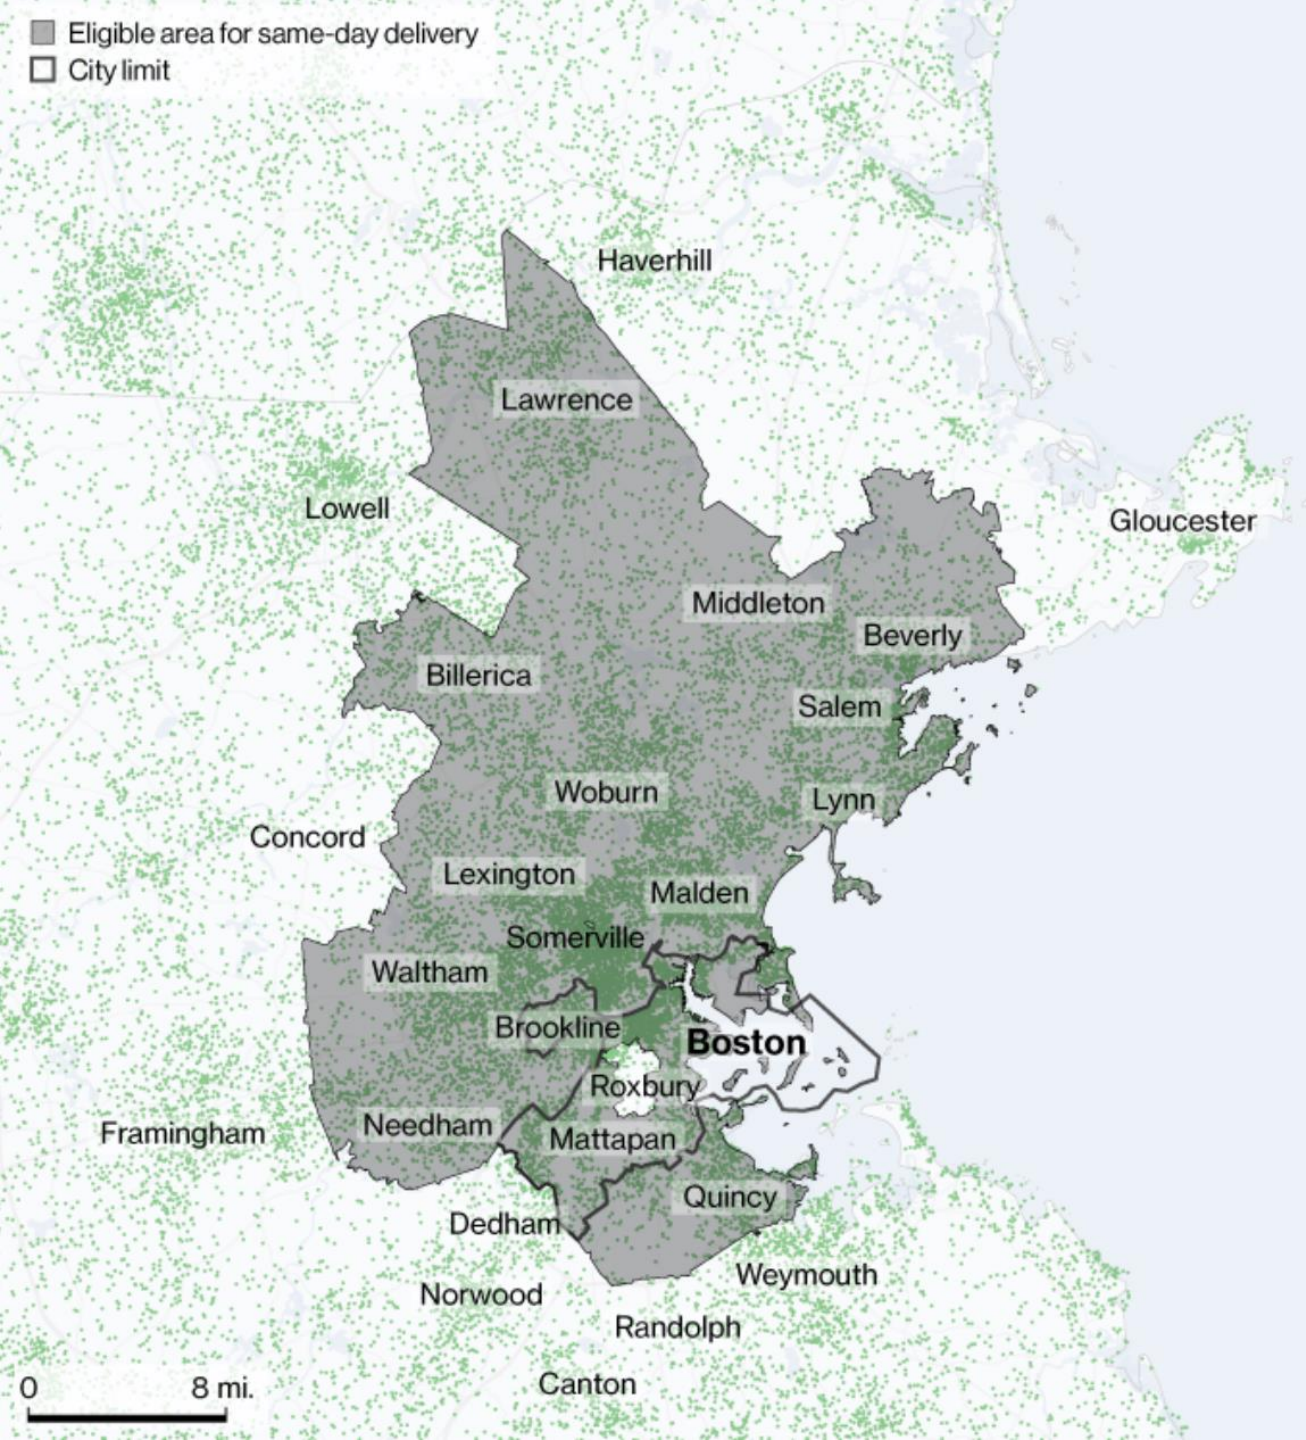 Eligible area for same-day delivery
City limit
Haverhill
Lawrence
Lowell
Gloucester
Middleton
Beverly
Billerica
Salem
Woburn
Lynn
Concord
Lexington
Malden
Somerville
Waltham
Brookline
Boston
Roxbury
Framingham
Needham
Mattapan
Quincy
Dedham
Weymouth
Norwood
Randolph
Canton
0 8 mi.